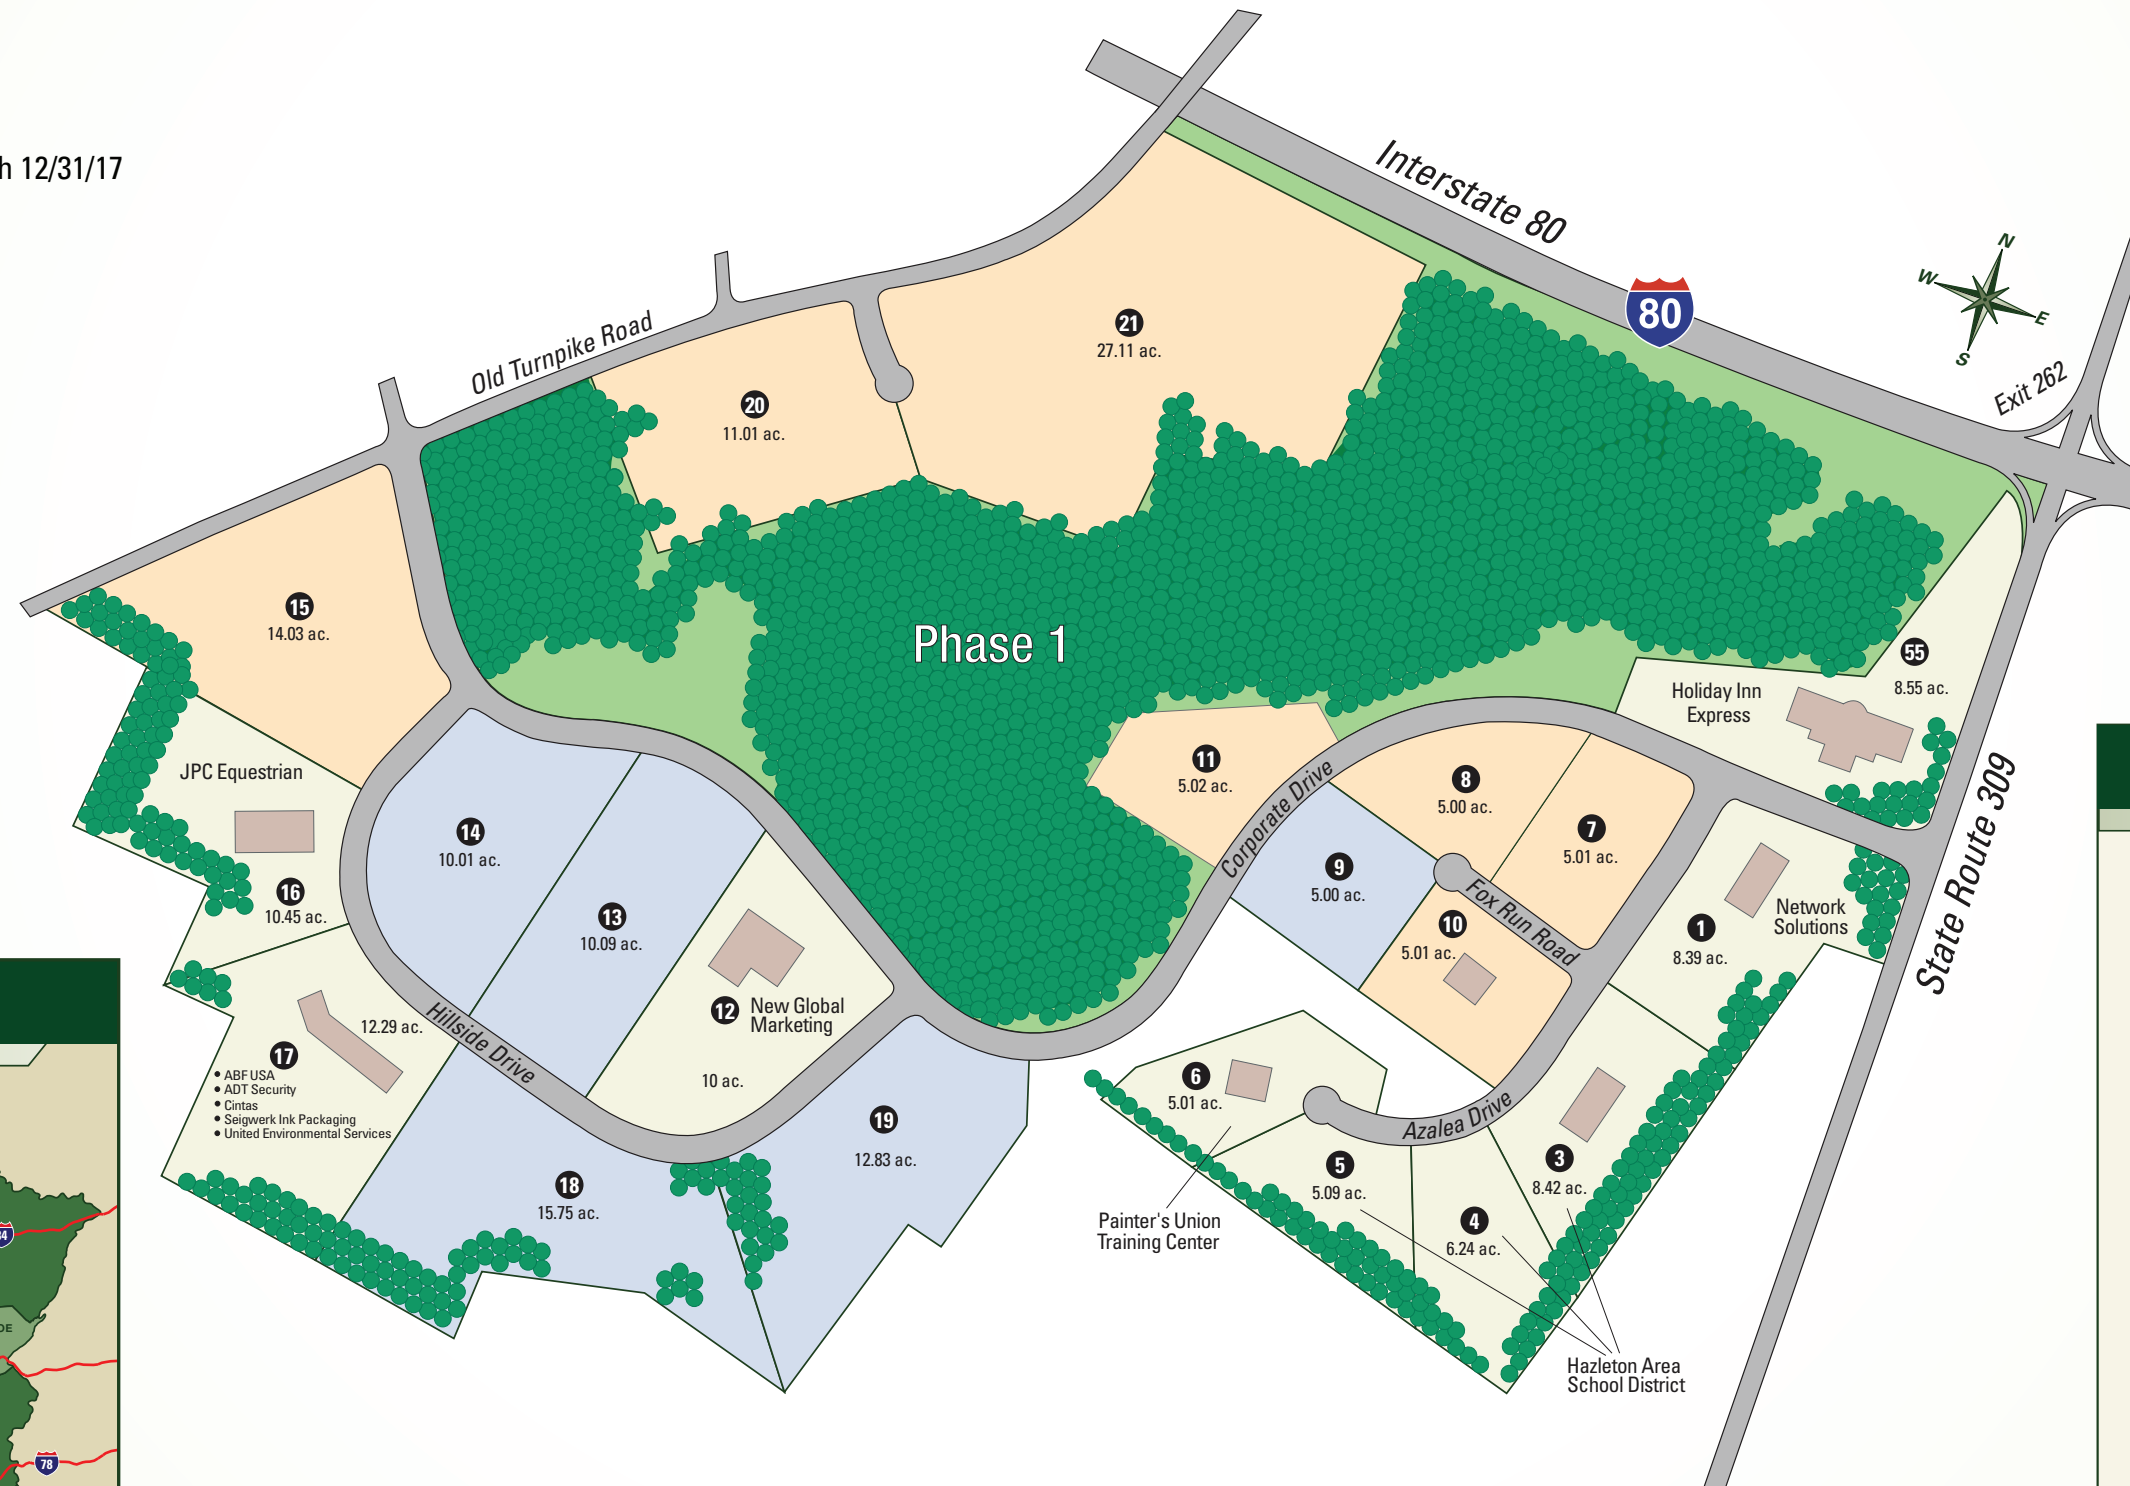 h 12/31/17
Interstate 80
80
N
W
E
S
Exit 262
Old Turnpike Road
21
27.11 ac.
20
11.01 ac.
15
14.03 ac.
Phase 1
55
8.55 ac.
Holiday Inn
Express
State Route 309
JPC Equestrian
16
10.45 ac.
14
10.01 ac.
13
10.09 ac.
11
5.02 ac.
Corporate Drive
8
5.00 ac.
7
5.01 ac.
9
5.00 ac.
10
5.01 ac.
Fox Run Road
1
8.39 ac.
Network
Solutions
12
New Global
Marketing
10 ac.
Hillside Drive
12.29 ac.
17
• ABF USA
• ADT Security
• Cintas
• Seigwerk Ink Packaging
• United Environmental Services
18
15.75 ac.
19
12.83 ac.
6
5.01 ac.
Azalea Drive
5
5.09 ac.
4
6.24 ac.
3
8.42 ac.
Painter's Union
Training Center
Hazleton Area
School District
84
DE
78